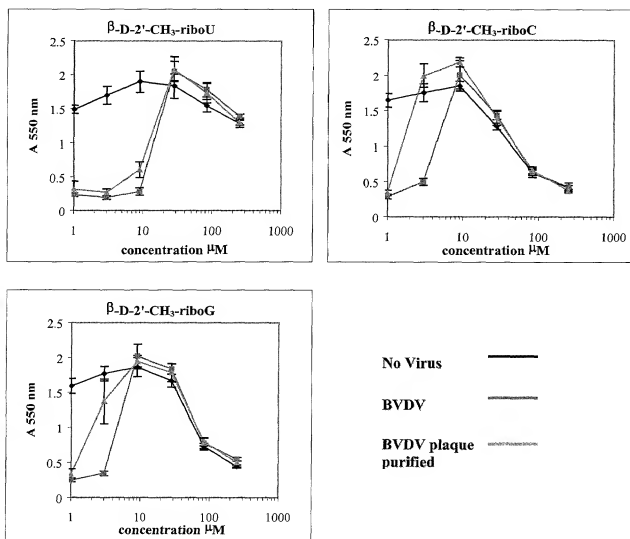 β-D-2'-CH₃-riboU
2.5
2
1.5
1
0.5
0
A 550 nm
1 10 100 1000
concentration μM
β-D-2'-CH₃-riboC
2.5
2
1.5
1
0.5
0
A 550 nm
1 10 100 1000
concentration μM
β-D-2'-CH₃-riboG
2.5
2
1.5
1
0.5
0
A 550 nm
1 10 100 1000
concentration μM
No Virus
BVDV
BVDV plaque
purified